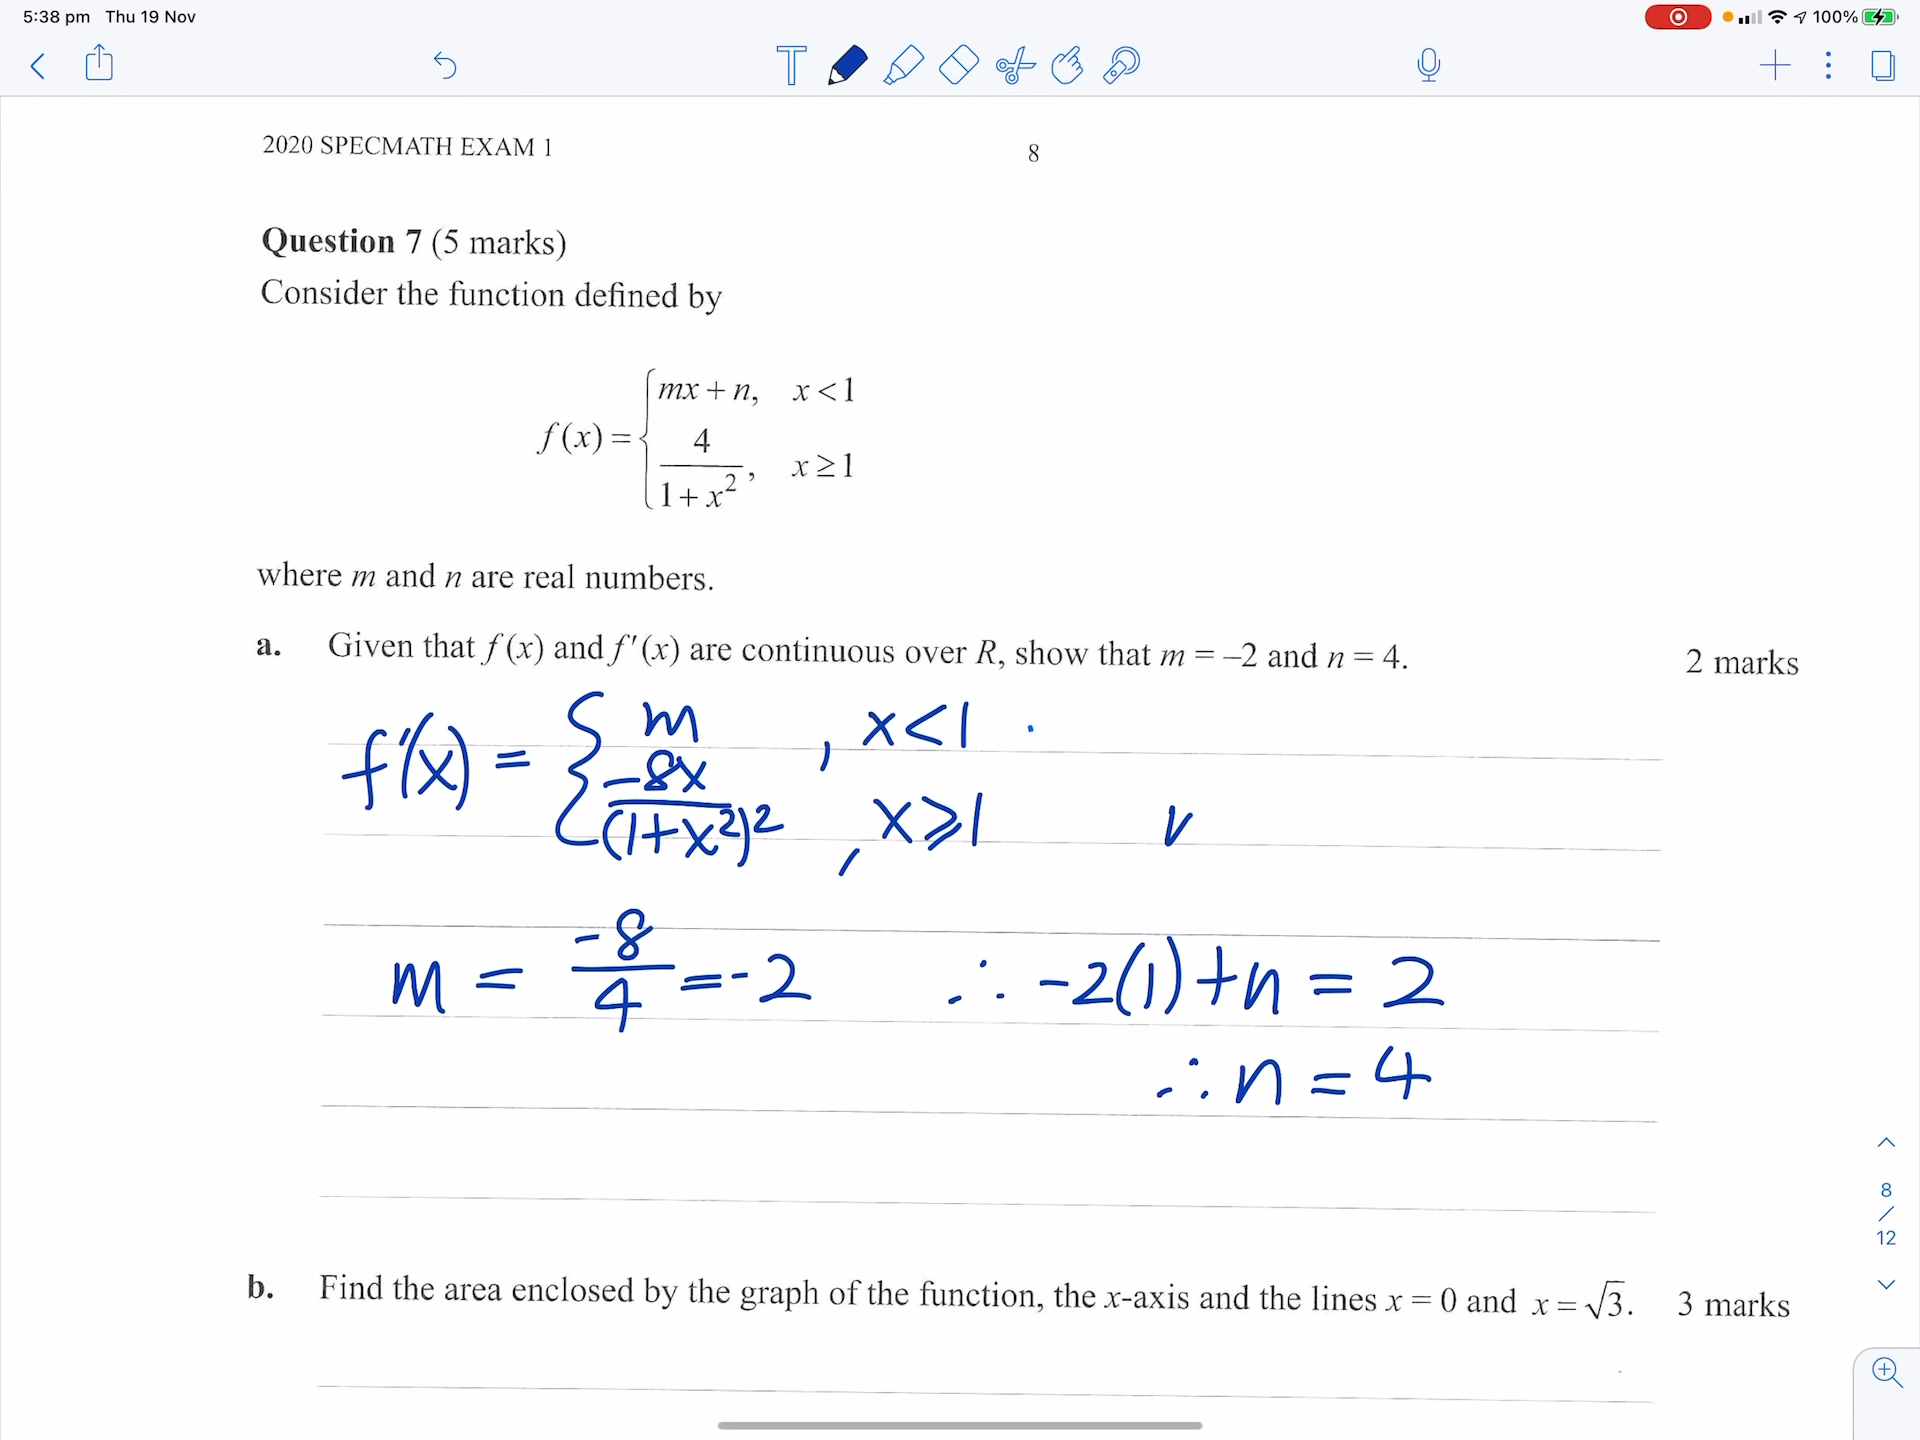 5:38 pm Thu 19 Nov
100%
2020 SPECMATH EXAM 1
8
Question 7 (5 marks)
Consider the function defined by
f(x) = { mx + n, x < 1
4/(1 + x²), x ≥ 1
where m and n are real numbers.
a. Given that f(x) and f′(x) are continuous over R, show that m = –2 and n = 4. 2 marks
f'(x) = { m , x < 1
-8x/(1+x²)² , x ⩾ 1
m = -8/4 = -2 ∴ -2(1)+n = 2
∴ n = 4
b. Find the area enclosed by the graph of the function, the x-axis and the lines x = 0 and x = √3. 3 marks
8
/
12